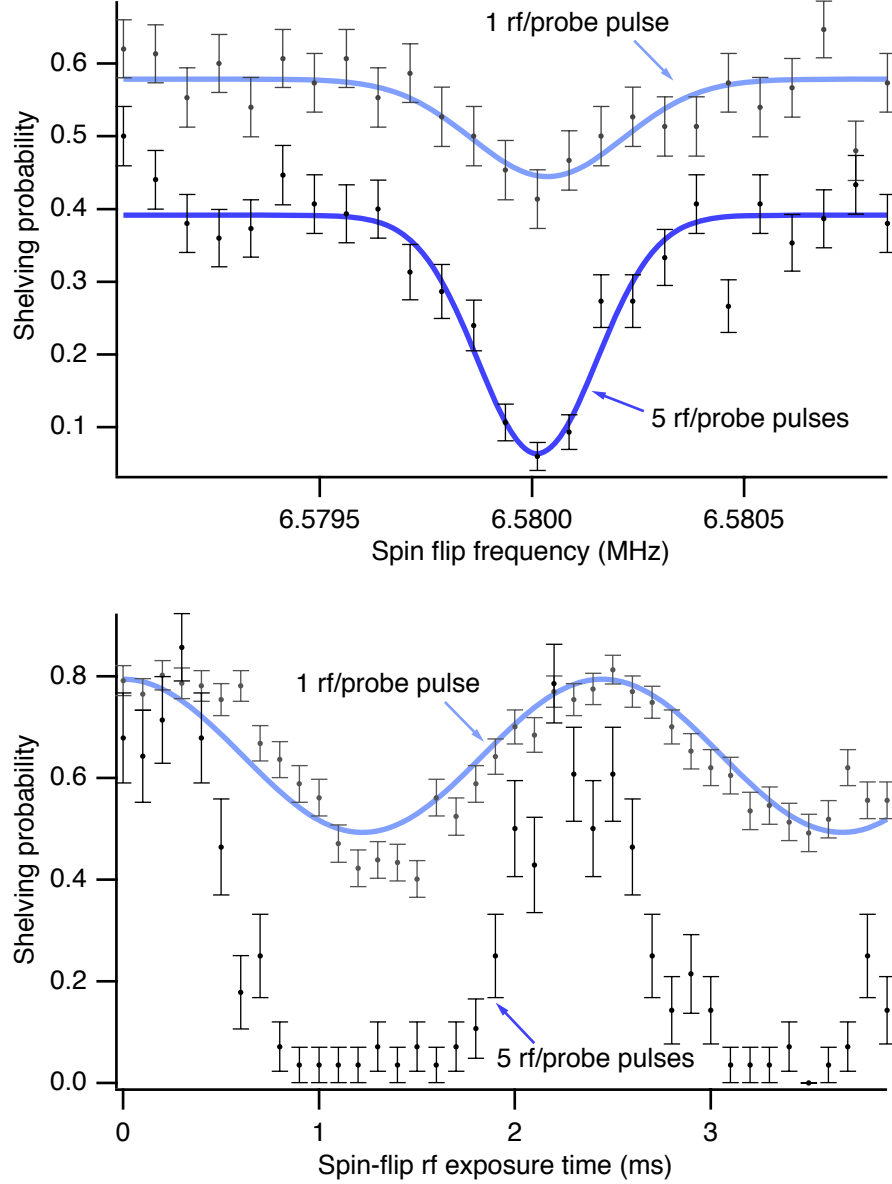 1 rf/probe pulse
0.6
0.5
0.4
0.3
0.2
0.1
Shelving probability
5 rf/probe pulses
6.5795
6.5800
6.5805
Spin flip frequency (MHz)
0.8
0.6
0.4
0.2
0.0
Shelving probability
1 rf/probe pulse
5 rf/probe pulses
0
1
2
3
Spin-flip rf exposure time (ms)